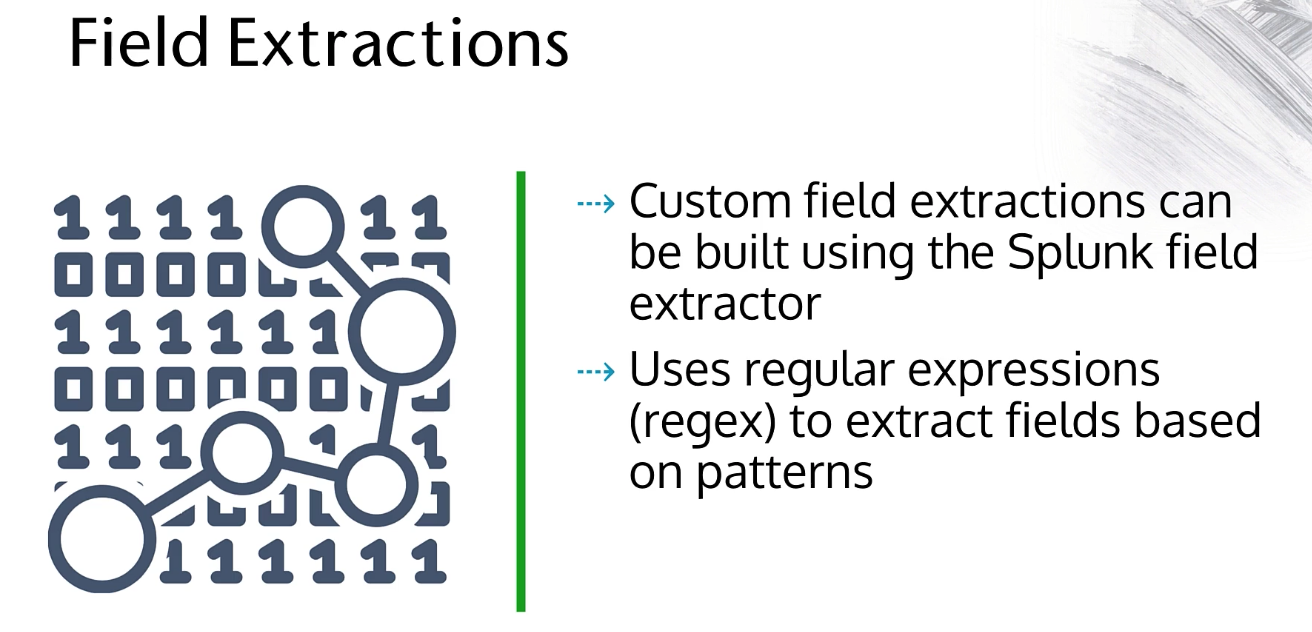 Field Extractions
Custom field extractions can
be built using the Splunk field
extractor
Uses regular expressions
(regex) to extract fields based
on patterns